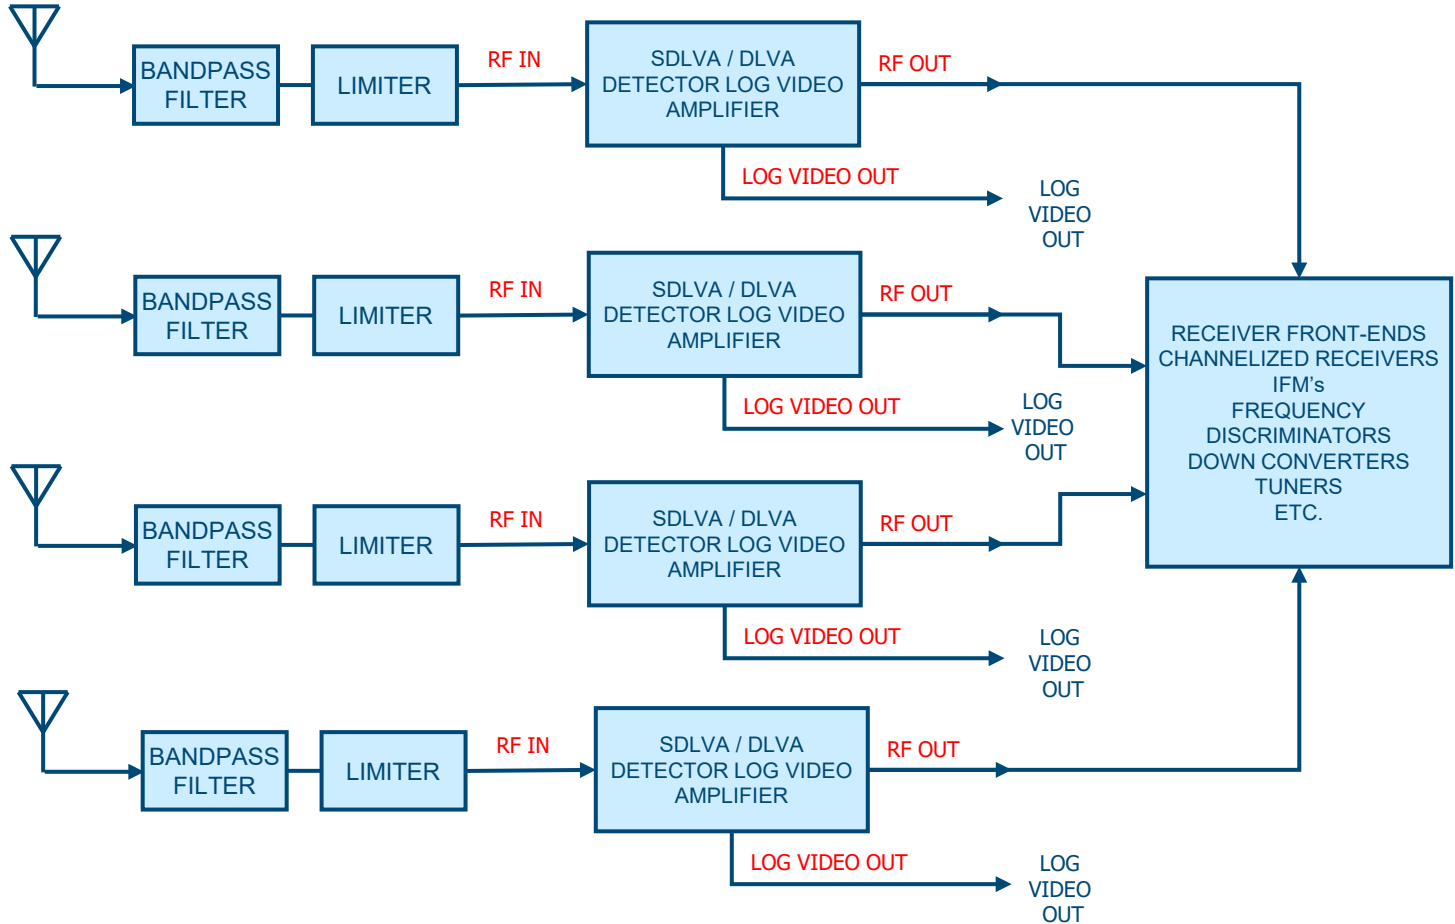 BANDPASS
FILTER
LIMITER
RF IN
SDLVA / DLVA
DETECTOR LOG VIDEO
AMPLIFIER
RF OUT
LOG VIDEO OUT
LOG
VIDEO
OUT
BANDPASS
FILTER
LIMITER
RF IN
SDLVA / DLVA
DETECTOR LOG VIDEO
AMPLIFIER
RF OUT
LOG VIDEO OUT
LOG
VIDEO
OUT
RECEIVER FRONT-ENDS
CHANNELIZED RECEIVERS
IFM's
FREQUENCY
DISCRIMINATORS
DOWN CONVERTERS
TUNERS
ETC.
BANDPASS
FILTER
LIMITER
RF IN
SDLVA / DLVA
DETECTOR LOG VIDEO
AMPLIFIER
RF OUT
LOG VIDEO OUT
LOG
VIDEO
OUT
BANDPASS
FILTER
LIMITER
RF IN
SDLVA / DLVA
DETECTOR LOG VIDEO
AMPLIFIER
RF OUT
LOG VIDEO OUT
LOG
VIDEO
OUT